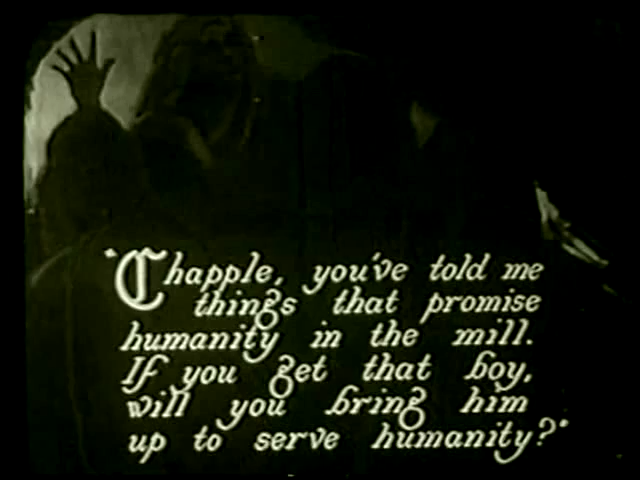 "Chapple, you've told me
things that promise
humanity in the mill.
If you get that boy,
will you bring him
up to serve humanity?"